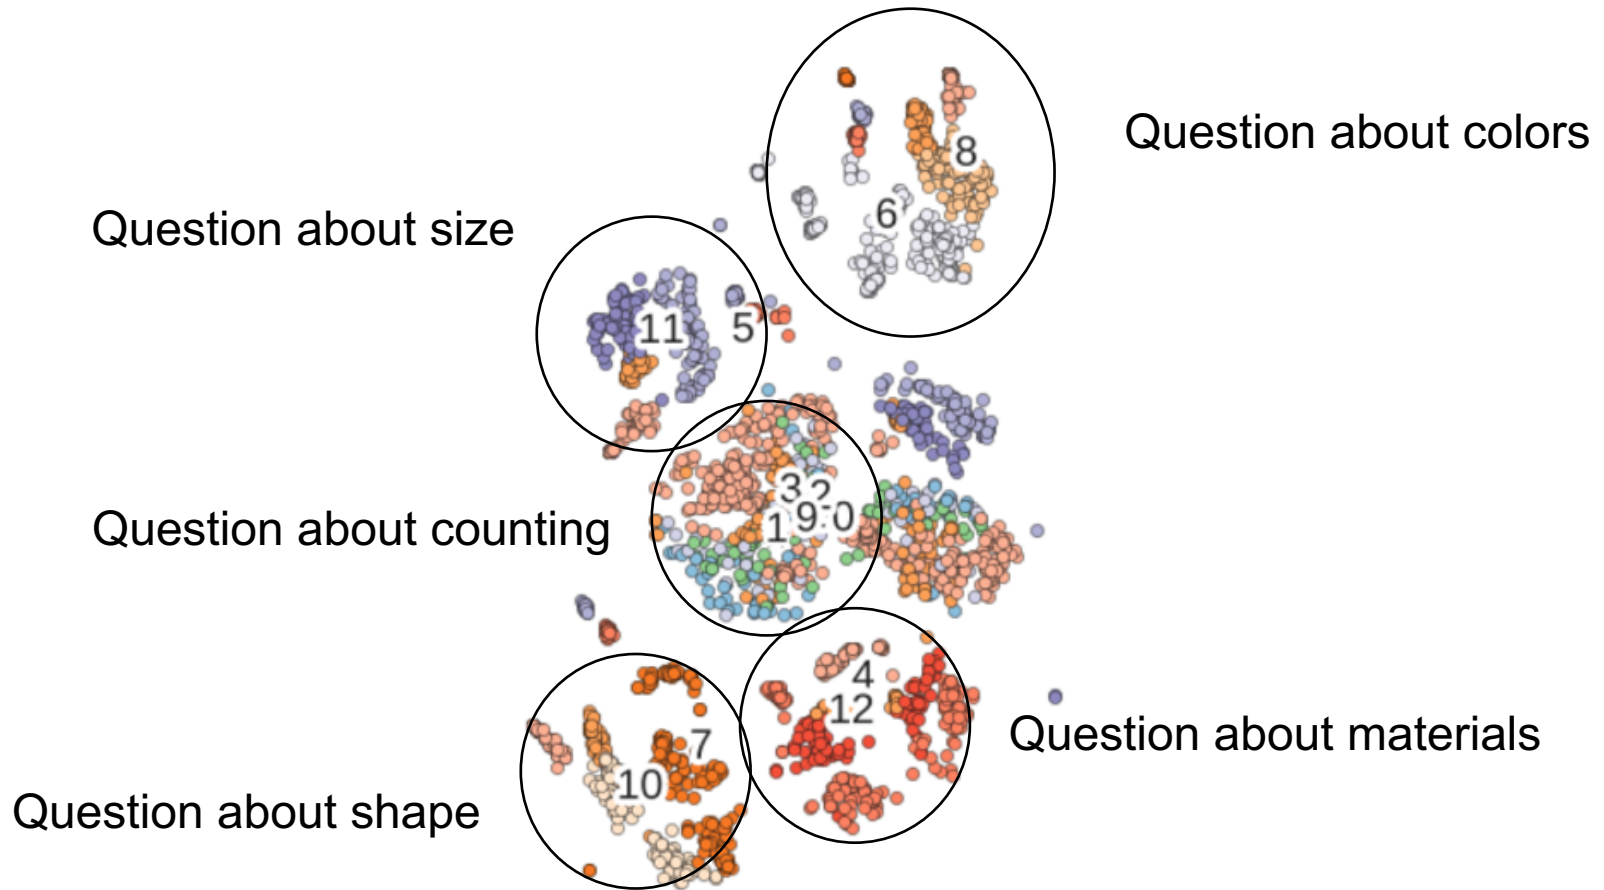 Question about colors
8
6
Question about size
11
5
3 2
1 9 0
Question about counting
4
12
Question about materials
7
10
Question about shape